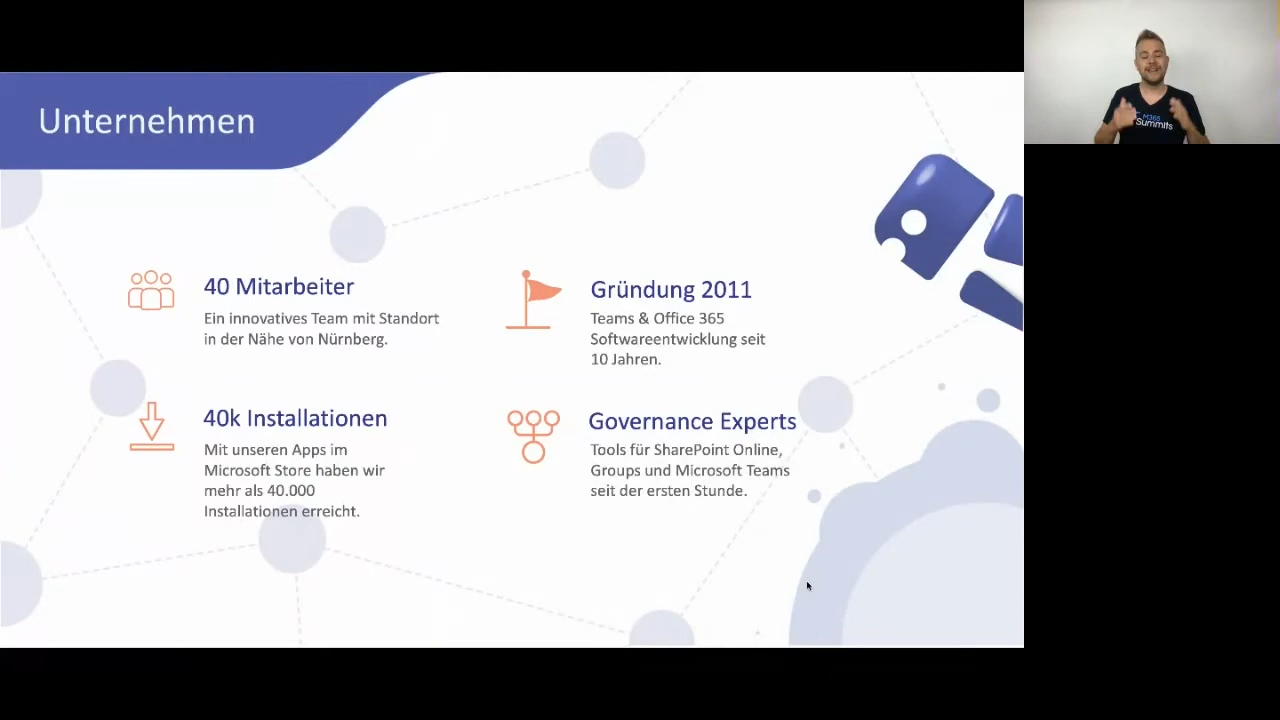 Unternehmen
40 Mitarbeiter
Ein innovatives Team mit Standort
in der Nähe von Nürnberg.
Gründung 2011
Teams & Office 365
Softwareentwicklung seit
10 Jahren.
40k Installationen
Mit unseren Apps im
Microsoft Store haben wir
mehr als 40.000
Installationen erreicht.
Governance Experts
Tools für SharePoint Online,
Groups und Microsoft Teams
seit der ersten Stunde.
M365
Summits